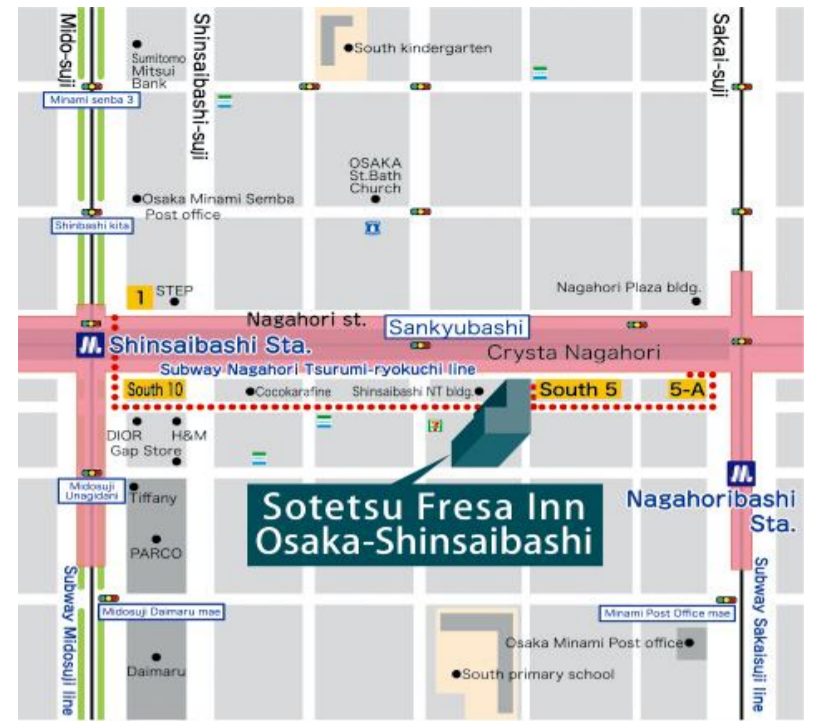 Mido-suji
Shinsaibashi-suji
Sakai-suji
Sumitomo
Mitsui
Bank
South kindergarten
Minami senba 3
OSAKA
St.Bath
Church
Osaka Minami Semba
Post office
Shinbashi kita
1
STEP
Nagahori Plaza bldg.
Nagahori st.
Sankyubashi
Shinsaibashi Sta.
Crysta Nagahori
Subway Nagahori Tsurumi-ryokuchi line
South 10
Cocokarafine
Shinsaibashi NT bldg.
South 5
5-A
DIOR
H&M
Gap Store
7
Midosuji
Unagidani
Tiffany
Sotetsu Fresa Inn
Osaka-Shinsaibashi
Nagahoribashi
Sta.
PARCO
Subway Midosuji line
Subway Sakaisuji line
Midosuji Daimaru mae
Minami Post Office mae
Osaka Minami Post office
Daimaru
South primary school